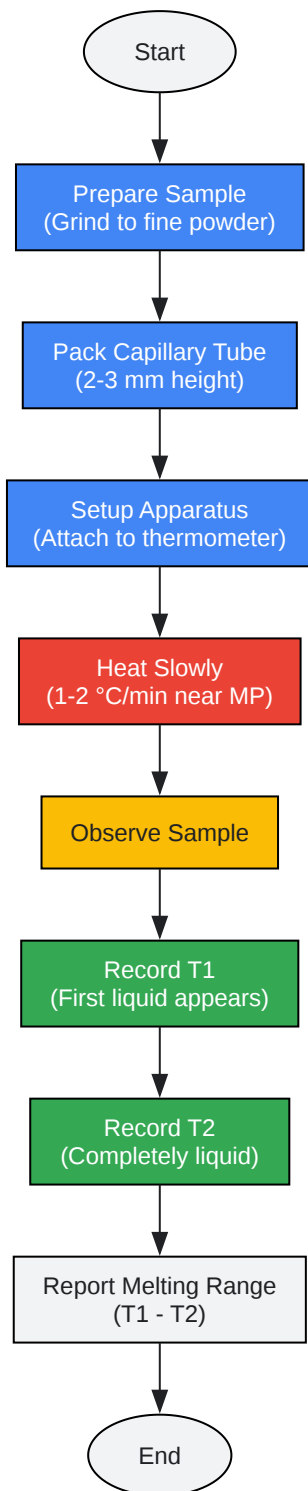 Start
Prepare Sample
(Grind to fine powder)
Pack Capillary Tube
(2-3 mm height)
Setup Apparatus
(Attach to thermometer)
Heat Slowly
(1-2 °C/min near MP)
Observe Sample
Record T1
(First liquid appears)
Record T2
(Completely liquid)
Report Melting Range
(T1 - T2)
End